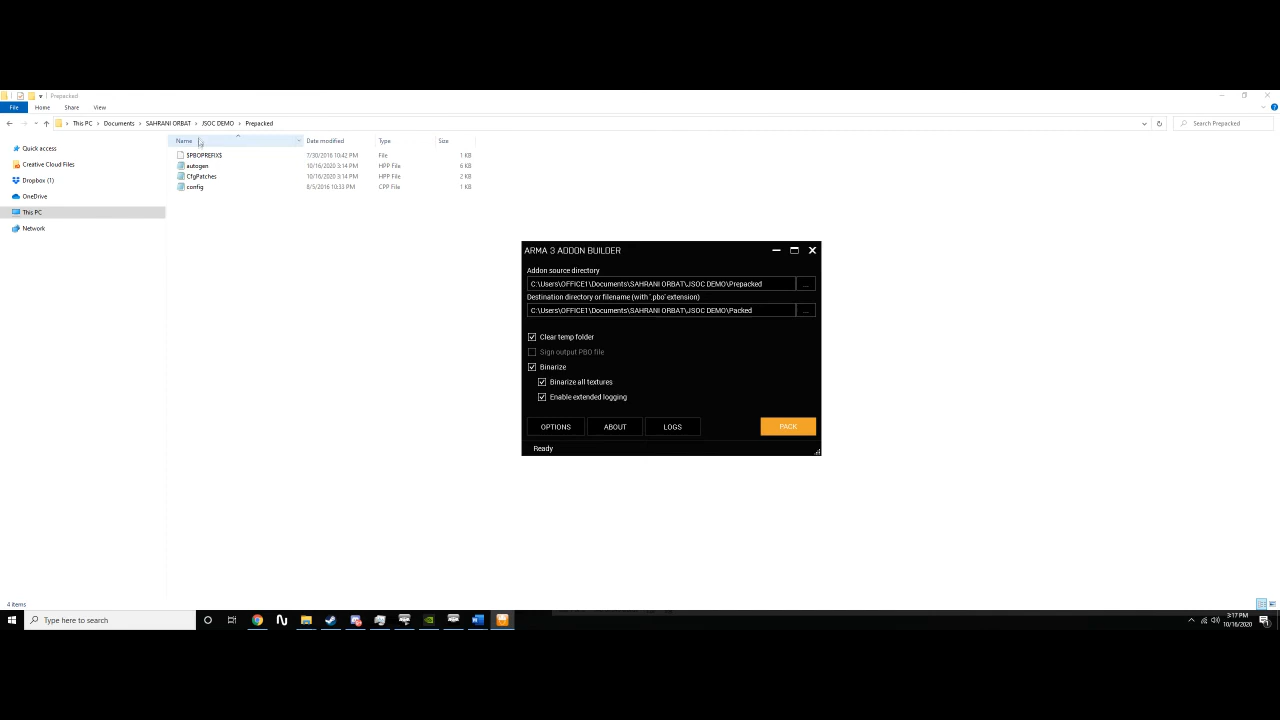 Prepacked
File Home Share View
This PC Documents SAHRANI ORBAT JSOC DEMO Prepacked
Search Prepacked
Name Date modified Type Size
Quick access
Creative Cloud Files
Dropbox (1)
OneDrive
This PC
Network
$PBOPREFIX$ 7/30/2016 10:42 PM File 1 KB
autogen 10/16/2020 3:14 PM HPP File 6 KB
CfgPatches 10/16/2020 3:14 PM HPP File 2 KB
config 8/5/2016 10:33 PM CPP File 1 KB
ARMA 3 ADDON BUILDER
Addon source directory
C:\Users\OFFICE1\Documents\SAHRANI ORBAT\JSOC DEMO\Prepacked
...
Destination directory or filename (with '.pbo' extension)
C:\Users\OFFICE1\Documents\SAHRANI ORBAT\JSOC DEMO\Packed
...
Clear temp folder
Sign output PBO file
Binarize
Binarize all textures
Enable extended logging
OPTIONS ABOUT LOGS PACK
Ready
4 items
Type here to search
3:17 PM
10/16/2020